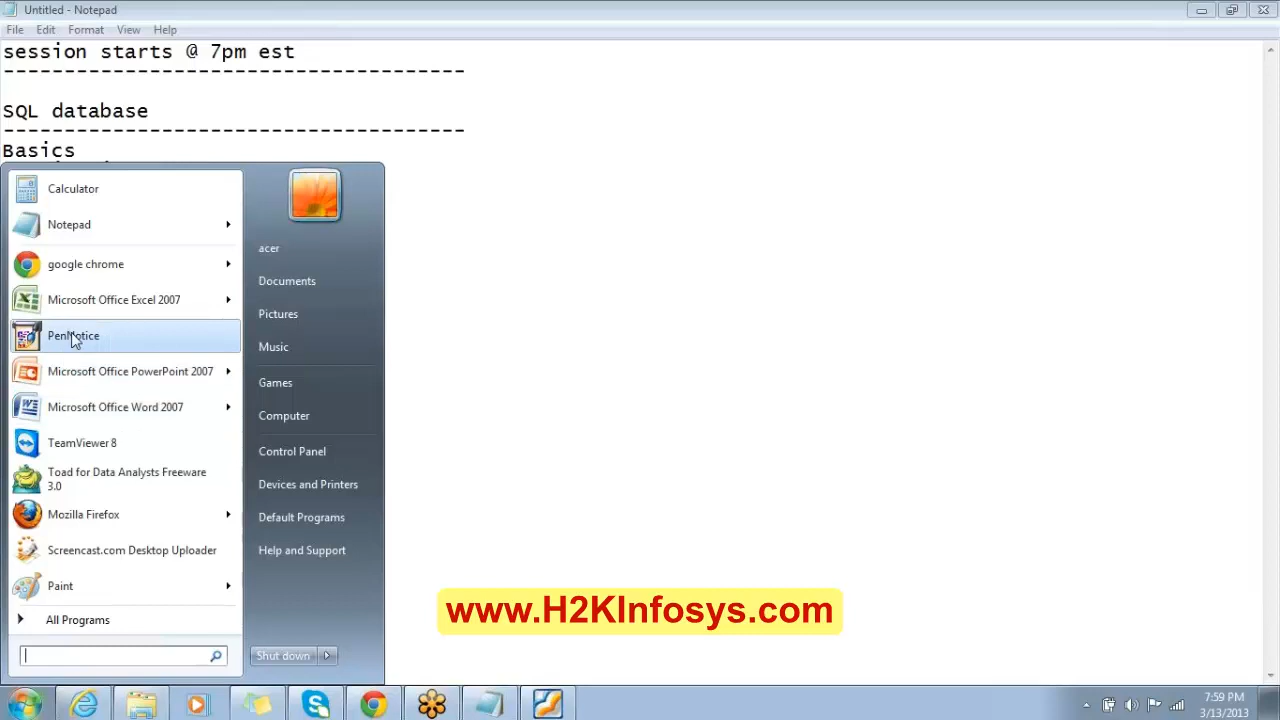 Untitled - Notepad
File Edit Format View Help
session starts @ 7pm est
---------------------------------------
SQL database
---------------------------------------
Basics
Calculator
Notepad
google chrome
Microsoft Office Excel 2007
PenNotice
Microsoft Office PowerPoint 2007
Microsoft Office Word 2007
TeamViewer 8
Toad for Data Analysts Freeware
3.0
Mozilla Firefox
Screencast.com Desktop Uploader
Paint
All Programs
acer
Documents
Pictures
Music
Games
Computer
Control Panel
Devices and Printers
Default Programs
Help and Support
Shut down
www.H2KInfosys.com
7:59 PM
3/13/2013